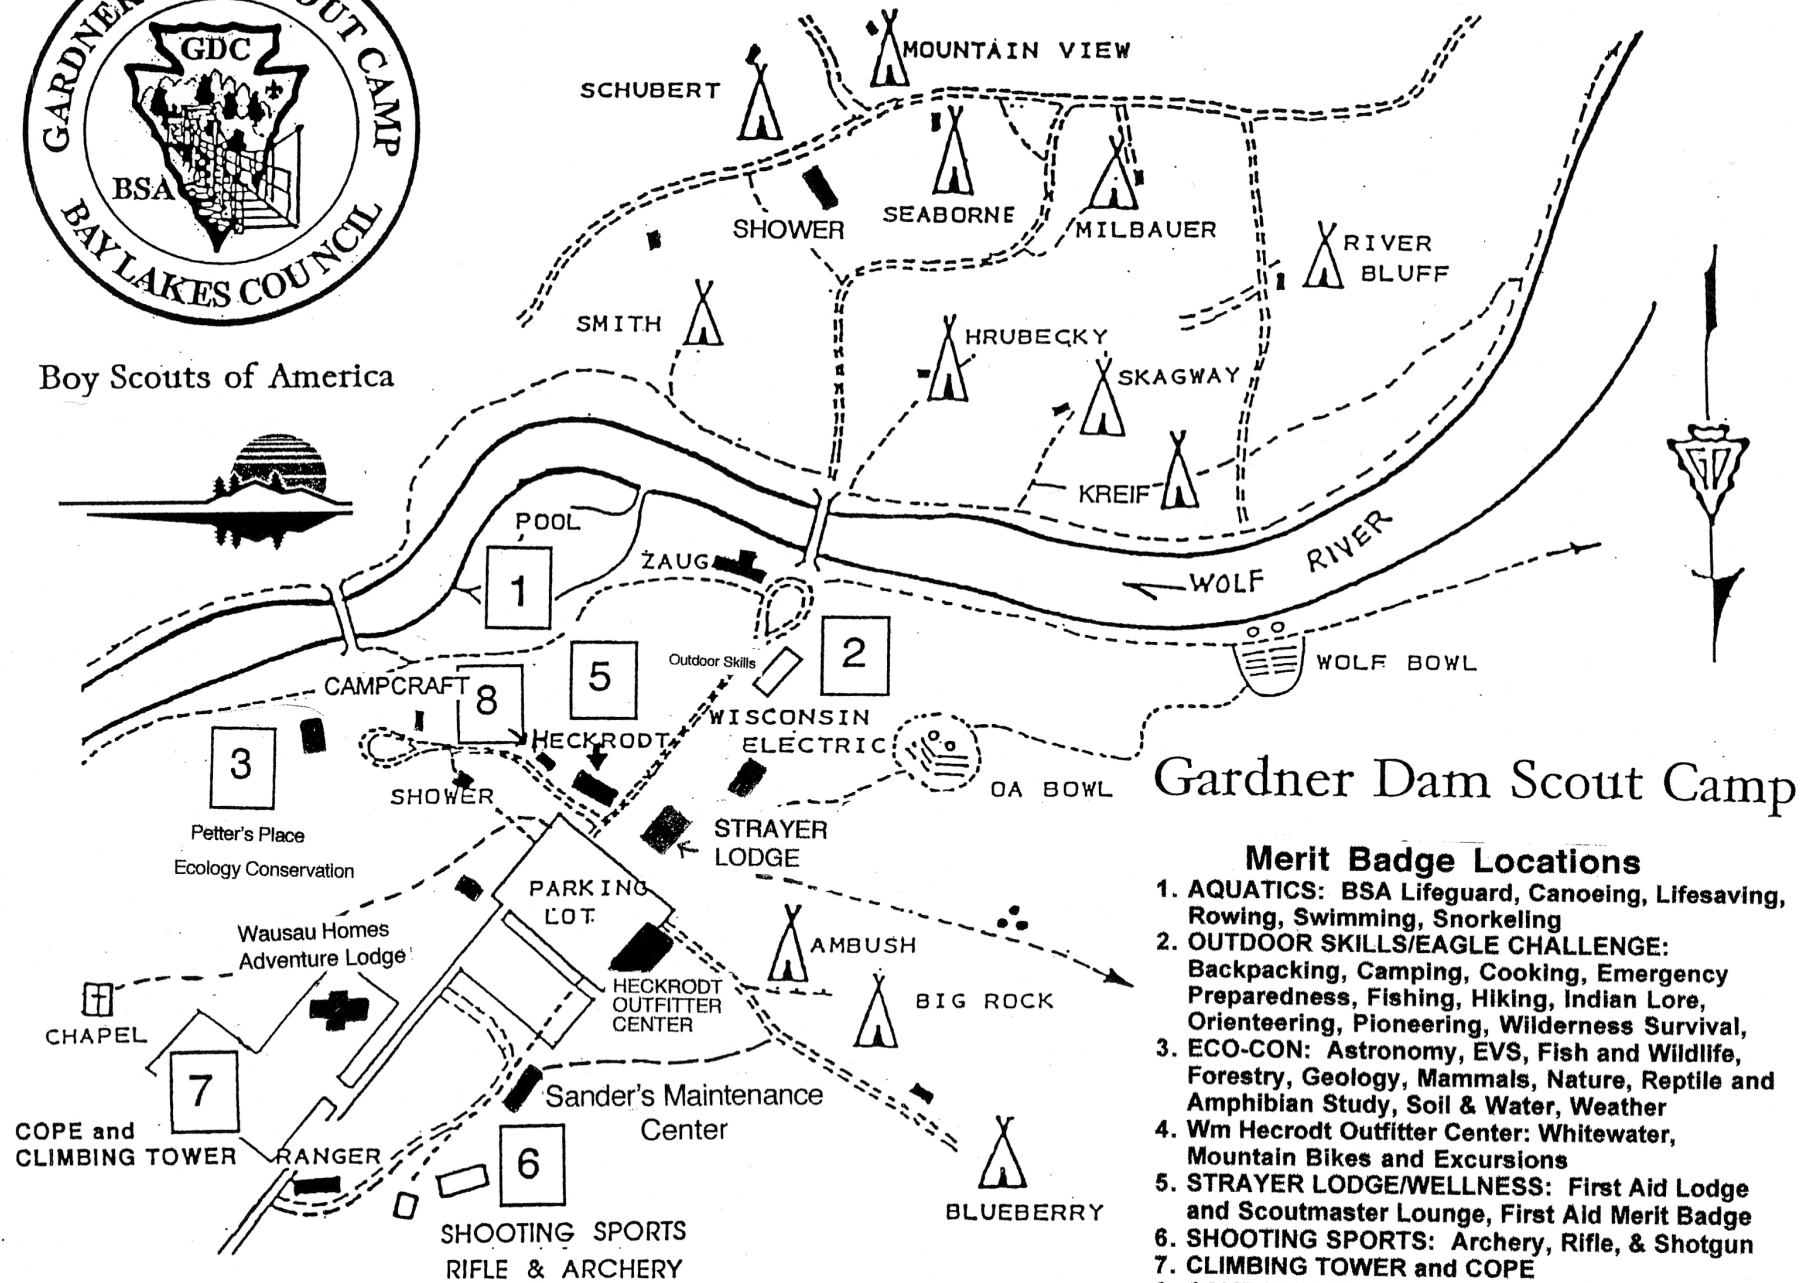 GARDNER OUT CAMP
BAY LAKES COUNCIL
GDC
BSA
Boy Scouts of America
MOUNTAIN VIEW
SCHUBERT
SHOWER
SEABORNE
MILBAUER
RIVER
BLUFF
SMITH
HRUBECKY
SKAGWAY
KREIF
GD
POOL
1
ZAUG
WOLF RIVER
2
5
Outdoor Skills
WOLF BOWL
CAMPCRAFT
8
WISCONSIN
ELECTRIC
HECKRODT
3
SHOWER
OA BOWL
Petter's Place
Ecology Conservation
STRAYER
LODGE
PARKING
LOT
Wausau Homes
Adventure Lodge
AMBUSH
BIG ROCK
HECKRODT
OUTFITTER
CENTER
CHAPEL
7
Sander's Maintenance
Center
COPE and
CLIMBING TOWER
RANGER
6
BLUEBERRY
SHOOTING SPORTS
RIFLE & ARCHERY
Gardner Dam Scout Camp
Merit Badge Locations
1. AQUATICS: BSA Lifeguard, Canoeing, Lifesaving,
Rowing, Swimming, Snorkeling
2. OUTDOOR SKILLS/EAGLE CHALLENGE:
Backpacking, Camping, Cooking, Emergency
Preparedness, Fishing, Hiking, Indian Lore,
Orienteering, Pioneering, Wilderness Survival,
3. ECO-CON: Astronomy, EVS, Fish and Wildlife,
Forestry, Geology, Mammals, Nature, Reptile and
Amphibian Study, Soil & Water, Weather
4. Wm Hecrodt Outfitter Center: Whitewater,
Mountain Bikes and Excursions
5. STRAYER LODGE/WELLNESS: First Aid Lodge
and Scoutmaster Lounge, First Aid Merit Badge
6. SHOOTING SPORTS: Archery, Rifle, & Shotgun
7. CLIMBING TOWER and COPE